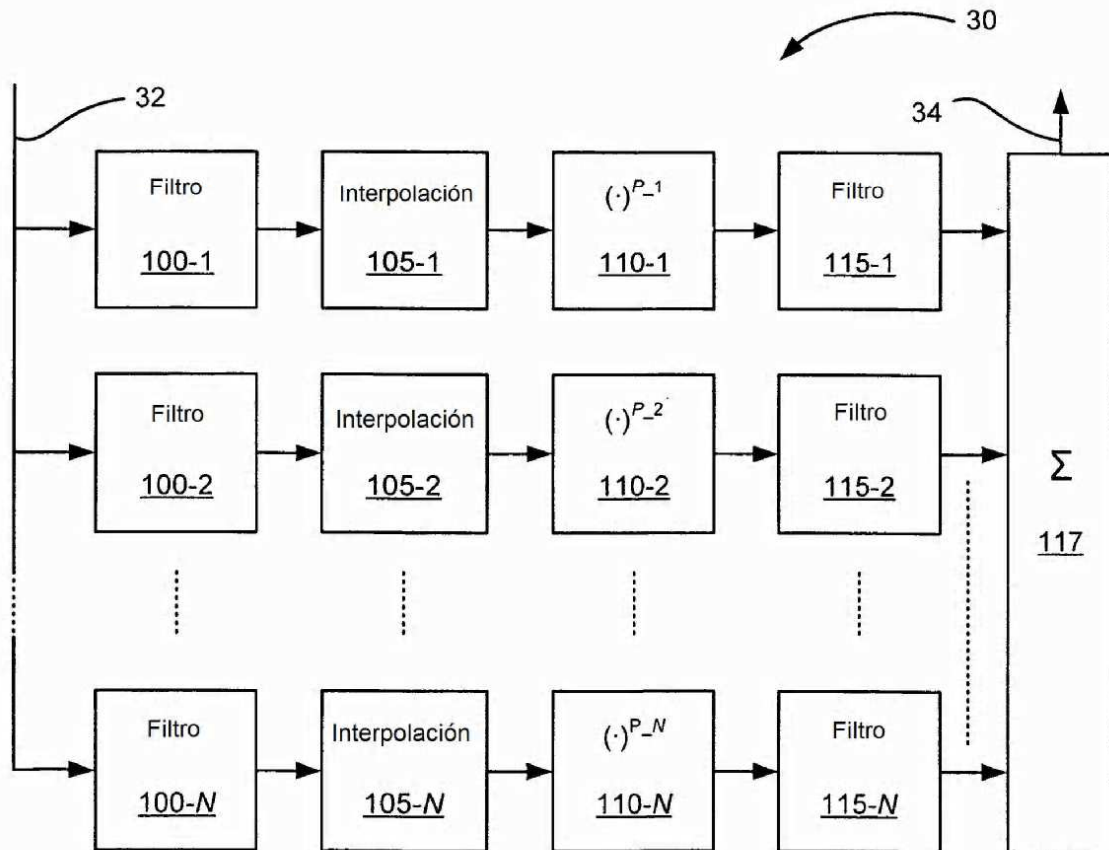 30
32
34
Filtro
100-1
Interpolación
105-1
(·)^P_1
110-1
Filtro
115-1
Filtro
100-2
Interpolación
105-2
(·)^P_2
110-2
Filtro
115-2
Σ
117
Filtro
100-N
Interpolación
105-N
(·)^P_N
110-N
Filtro
115-N